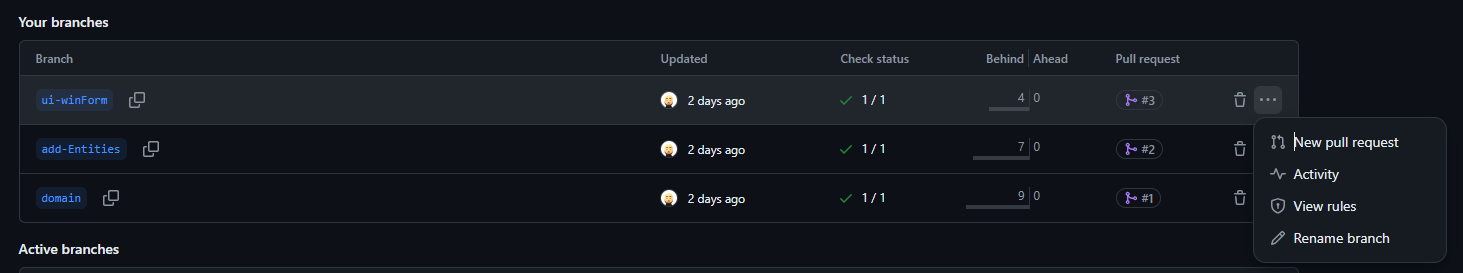 Your branches
Branch Updated Check status Behind Ahead Pull request
ui-winForm 2 days ago 1 / 1 4 0 #3
add-Entities 2 days ago 1 / 1 7 0 #2
domain 2 days ago 1 / 1 9 0 #1
New pull request
Activity
View rules
Rename branch
Active branches